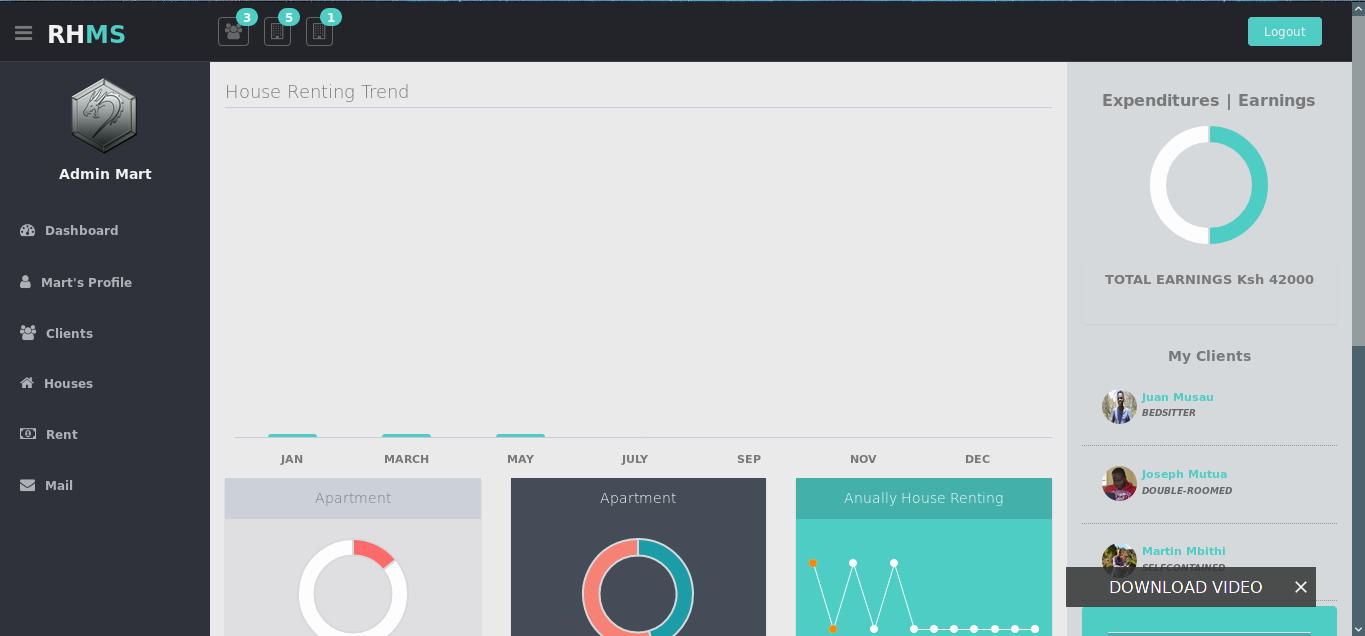 RHMS
3
5
1
Logout
Admin Mart
Dashboard
Mart's Profile
Clients
Houses
Rent
Mail
House Renting Trend
JAN MARCH MAY JULY SEP NOV DEC
Apartment
Apartment
Anually House Renting
Expenditures | Earnings
TOTAL EARNINGS Ksh 42000
My Clients
Juan Musau
BEDSITTER
Joseph Mutua
DOUBLE-ROOMED
Martin Mbithi
SELFCONTAINED
DOWNLOAD VIDEO